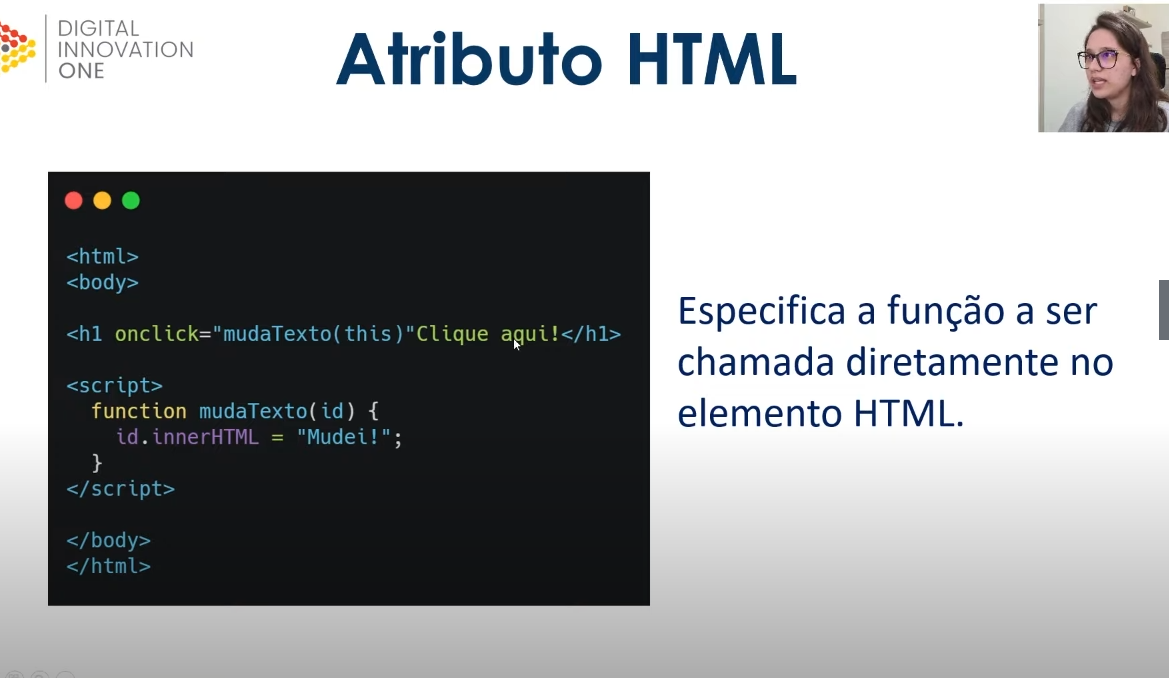 DIGITAL
INNOVATION
ONE
Atributo HTML
<html>
<body>
<h1 onclick="mudaTexto(this)"Clique aqui!</h1>
<script>
function mudaTexto(id) {
id.innerHTML = "Mudei!";
}
</script>
</body>
</html>
Especifica a função a ser
chamada diretamente no
elemento HTML.